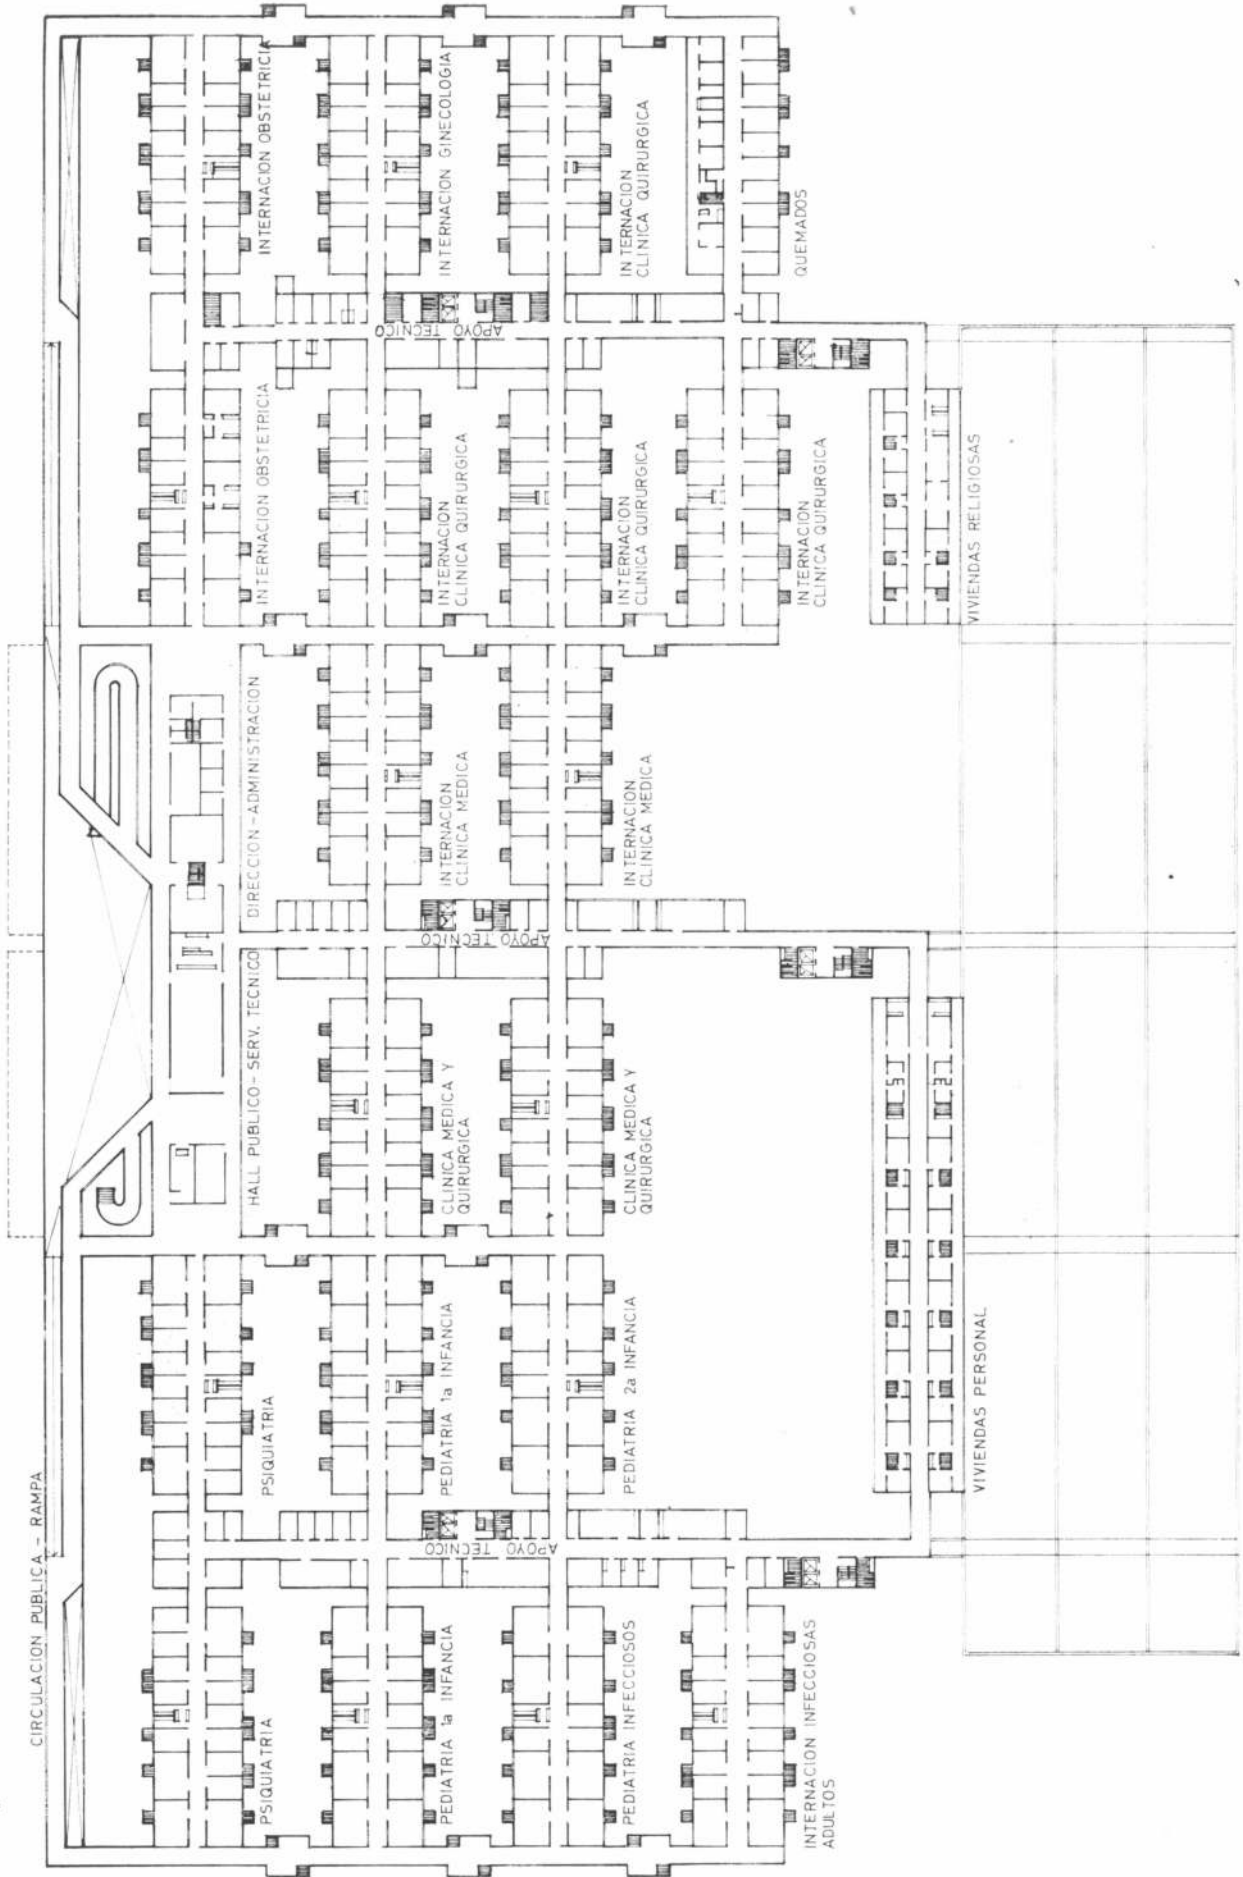 CIRCULACION PUBLICA - RAMPA
PSIQUIATRIA
PSIQUIATRIA
HALL PUBLICO - SERV. TECNICO
DIRECCION - ADMINISTRACION
INTERNACION OBSTETRICIA
INTERNACION OBSTETRICIA
APOYO TECNICO
APOYO TECNICO
APOYO TECNICO
PEDIATRIA 1a INFANCIA
PEDIATRIA 1a INFANCIA
CLINICA MEDICA Y
QUIRURGICA
INTERNACION
CLINICA MEDICA
INTERNACION
CLINICA QUIRURGICA
INTERNACION GINECOLOGIA
PEDIATRIA INFECCIOSOS
PEDIATRIA 2a INFANCIA
CLINICA MEDICA Y
QUIRURGICA
INTERNACION
CLINICA MEDICA
INTERNACION
CLINICA QUIRURGICA
INTERNACION
CLINICA QUIRURGICA
INTERNACION INFECCIOSAS
ADULTOS
INTERNACION
CLINICA QUIRURGICA
QUEMADOS
VIVIENDAS PERSONAL
VIVIENDAS RELIGIOSAS